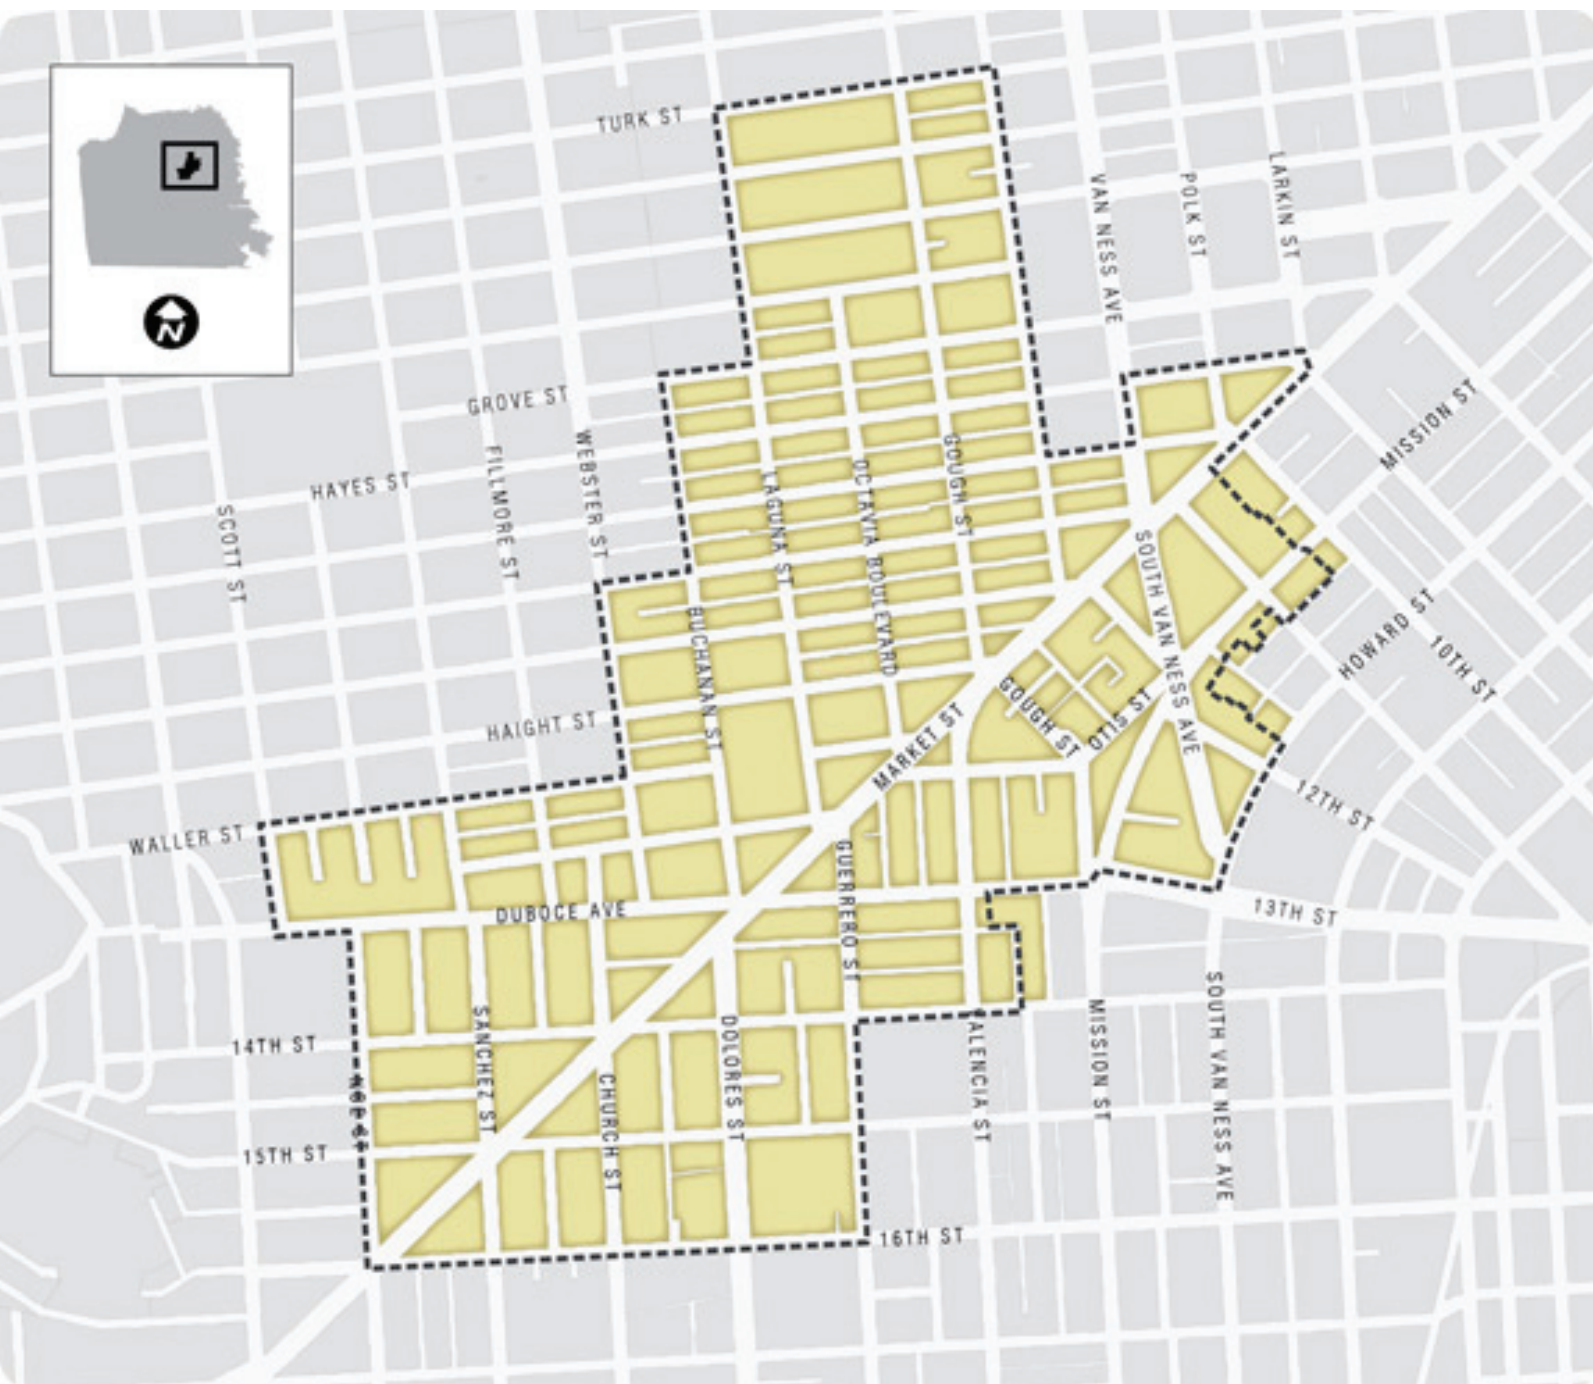 N
TURK ST
VAN NESS AVE
POLK ST
LARKIN ST
GROVE ST
MISSION ST
HAYES ST
FILLMORE ST
WEBSTER ST
SCOTT ST
LAGUNA ST
OCTAVIA BOULEVARD
GOUGH ST
SOUTH VAN NESS AVE
HOWARD ST
10TH ST
BUCHANAN ST
HAIGHT ST
GOUGH ST
OTIS ST
MARKET ST
12TH ST
WALLER ST
GUERRERO ST
DUBOCE AVE
13TH ST
SANCHEZ ST
14TH ST
DOLORES ST
CHURCH ST
ALENCIA ST
MISSION ST
SOUTH VAN NESS AVE
15TH ST
16TH ST